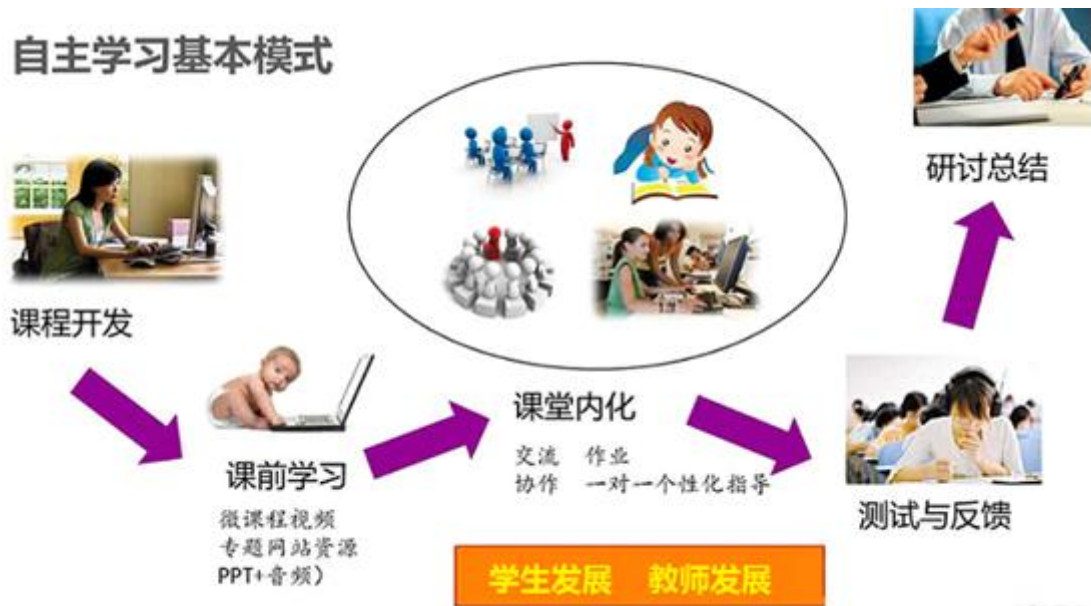 自主学习基本模式
研讨总结
课程开发
课堂内化
交流 作业
协作 一对一个性化指导
课前学习
微课程视频
专题网站资源
PPT+音频）
测试与反馈
学生发展 教师发展